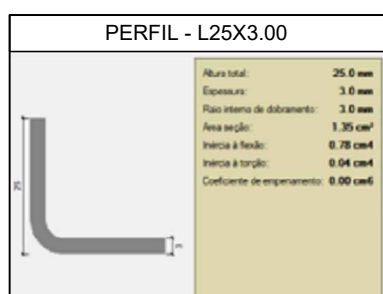 PERFIL - L25X3.00
Altura total: 25.0 mm
Espessura: 3.0 mm
Raio interno de dobramento: 3.0 mm
Área seção: 1.35 cm²
Inércia à flexão: 0.78 cm4
Inércia à torção: 0.04 cm4
Coeficiente de empenamento: 0.00 cm6
25
3